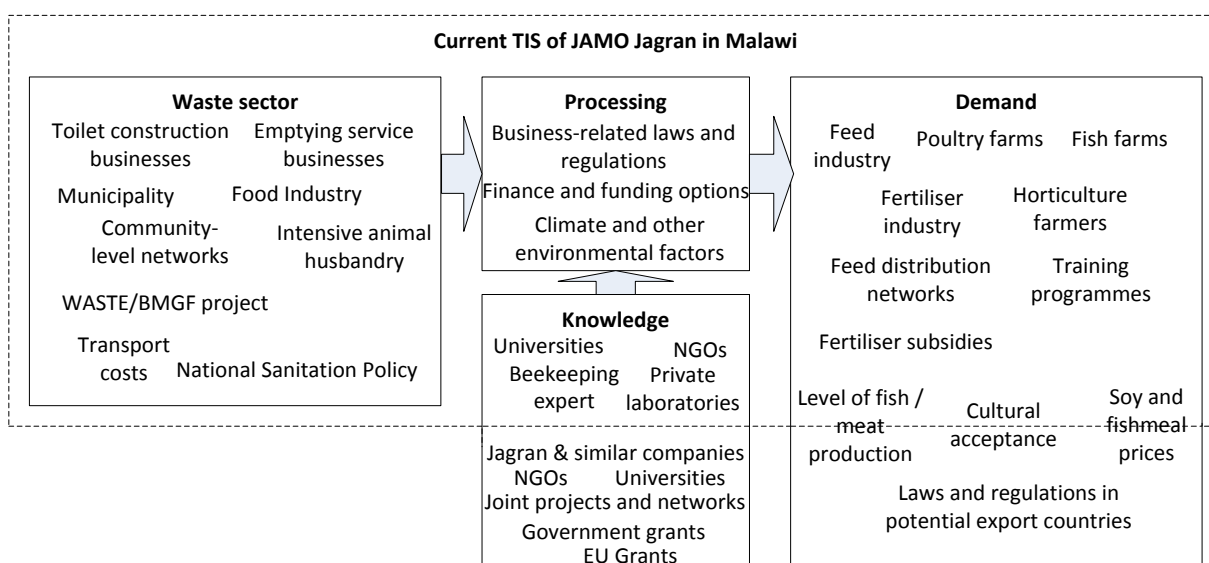 Current TIS of JAMO Jagran in Malawi
Waste sector
Toilet construction
businesses
Emptying service
businesses
Municipality
Food Industry
Community-
level networks
Intensive animal
husbandry
WASTE/BMGF project
Transport
costs
National Sanitation Policy
Processing
Business-related laws and
regulations
Finance and funding options
Climate and other
environmental factors
Knowledge
Universities
NGOs
Beekeeping
expert
Private
laboratories
Jagran & similar companies
NGOs
Universities
Joint projects and networks
Government grants
EU Grants
Demand
Feed
industry
Poultry farms
Fish farms
Fertiliser
industry
Horticulture
farmers
Feed distribution
networks
Training
programmes
Fertiliser subsidies
Level of fish /
meat
production
Cultural
acceptance
Soy and
fishmeal
prices
Laws and regulations in
potential export countries